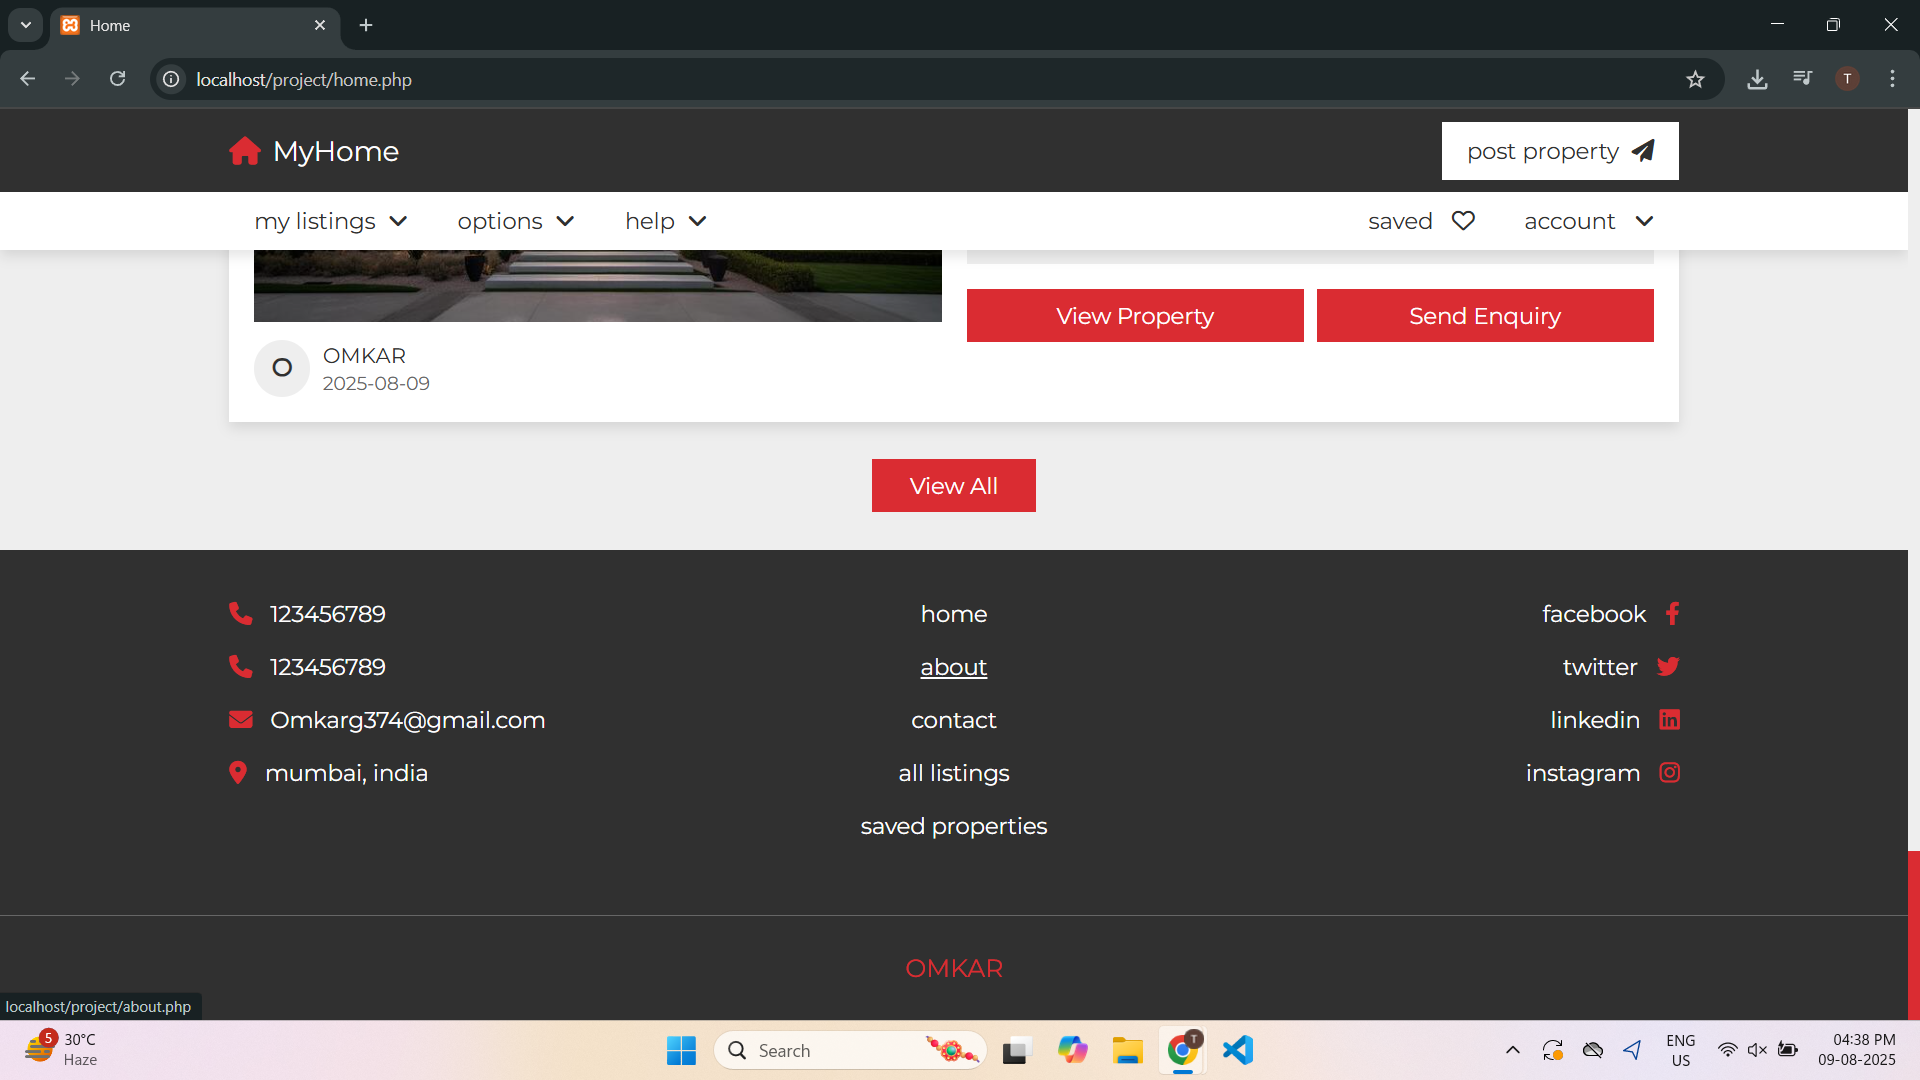 Home
localhost/project/home.php
T
MyHome
post property
my listings
options
help
saved
account
View Property
Send Enquiry
O
OMKAR
2025-08-09
View All
123456789
home
facebook
123456789
about
twitter
Omkarg374@gmail.com
contact
linkedin
mumbai, india
all listings
instagram
saved properties
OMKAR
localhost/project/about.php
5
30°C
Haze
Search
T
ENG
US
04:38 PM
09-08-2025